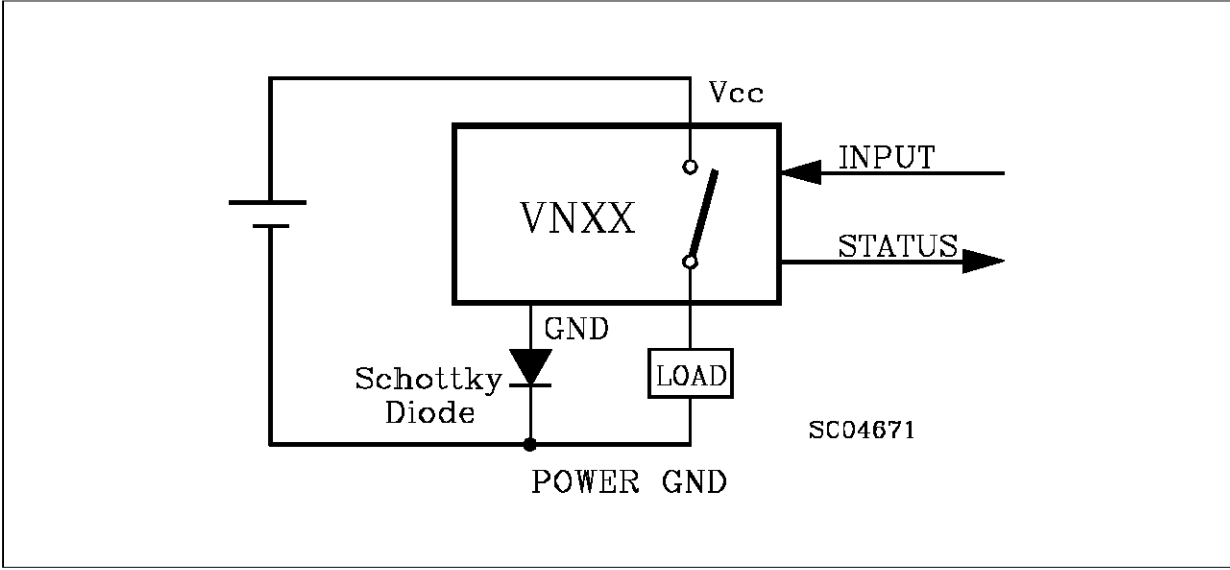 Vcc
INPUT
VNXX
STATUS
GND
Schottky
Diode
LOAD
SC04671
POWER GND